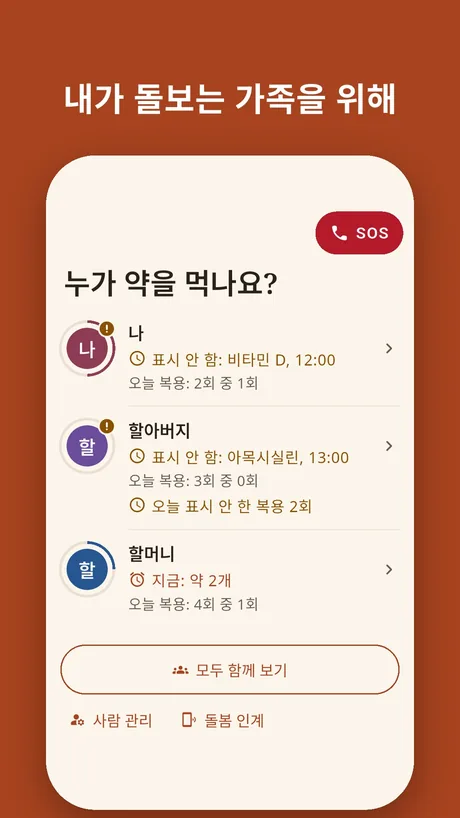 내가 돌보는 가족을 위해
SOS
누가 약을 먹나요?
나
!
나
표시 안 함: 비타민 D, 12:00
오늘 복용: 2회 중 1회
할
!
할아버지
표시 안 함: 아목시실린, 13:00
오늘 복용: 3회 중 0회
오늘 표시 안 한 복용 2회
할
할머니
지금: 약 2개
오늘 복용: 4회 중 1회
모두 함께 보기
사람 관리
돌봄 인계